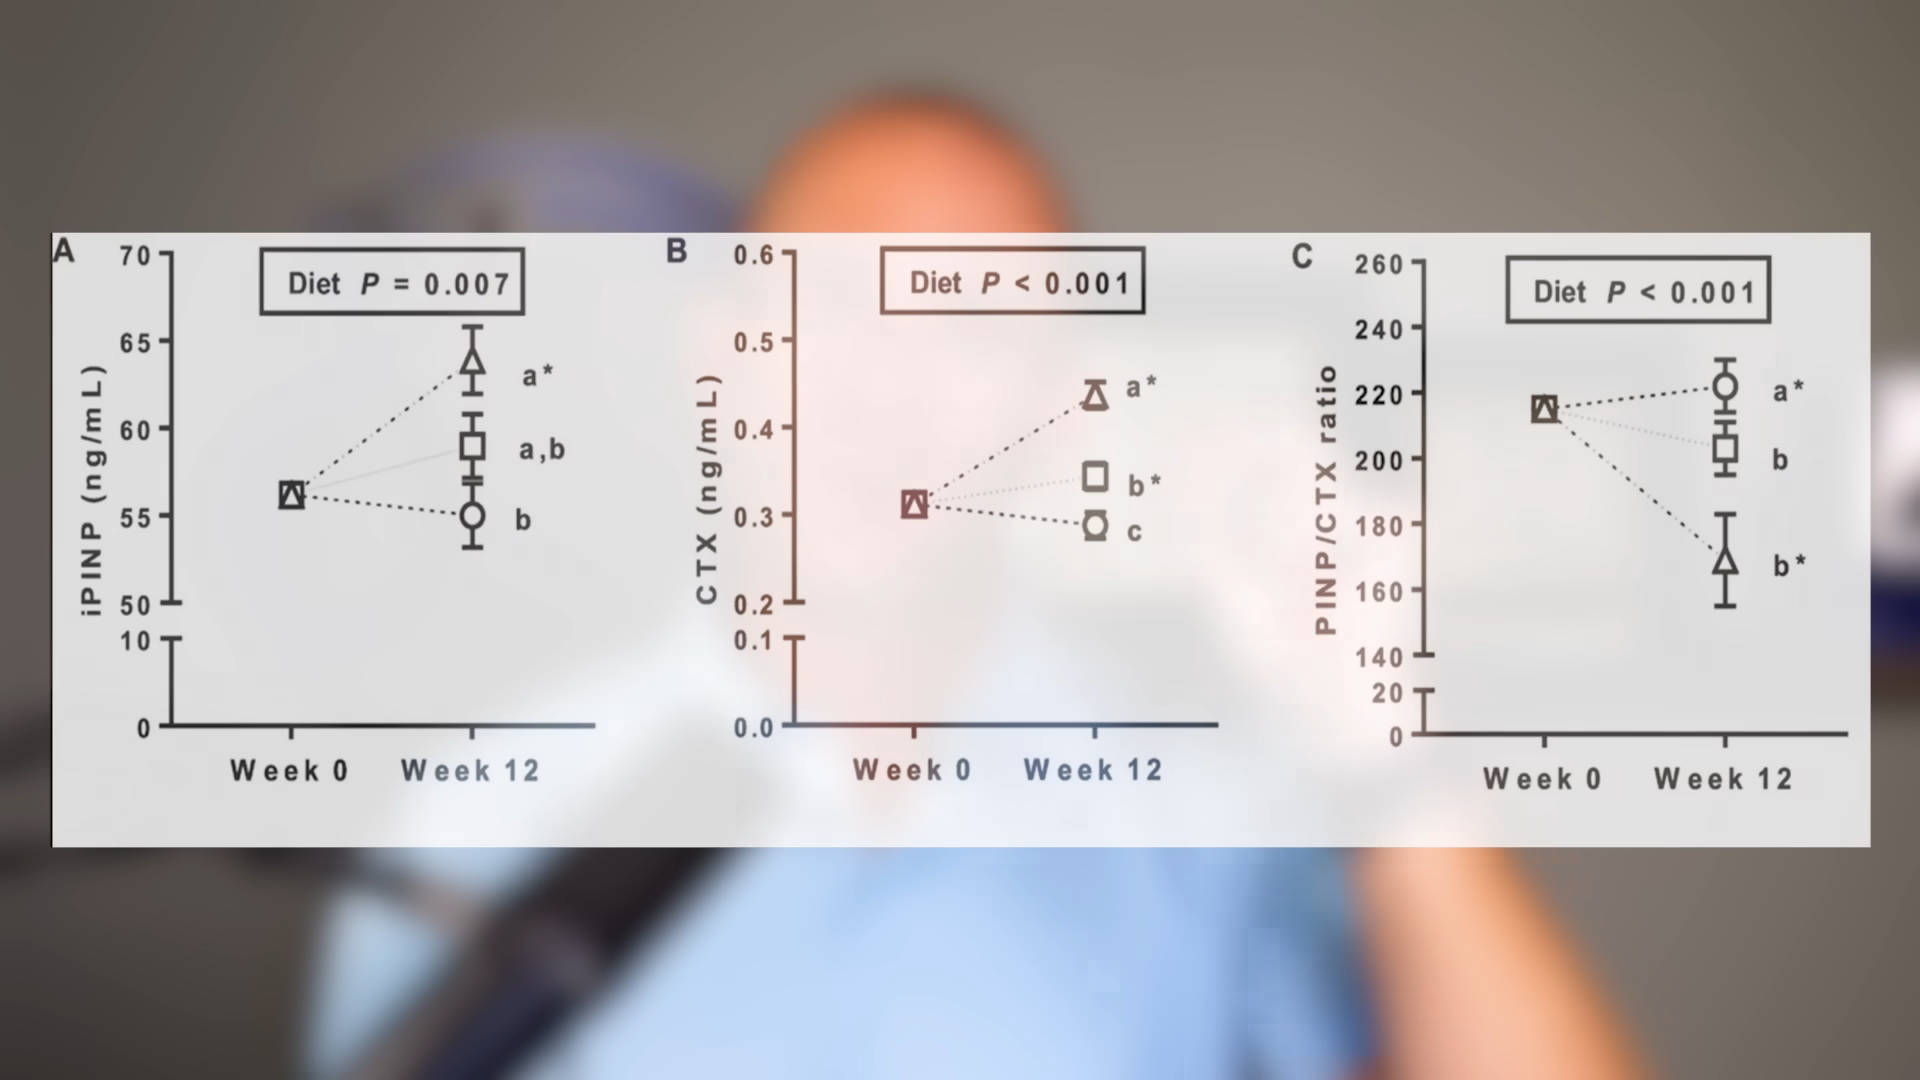 A
70
65
60
55
50
10
0
iPINP (ng/mL)
Diet P = 0.007
a*
a,b
b
Week 0
Week 12
B
0.6
0.5
0.4
0.3
0.2
0.1
0.0
CTX (ng/mL)
Diet P < 0.001
a*
b*
c
Week 0
Week 12
C
260
240
220
200
180
160
140
20
0
PINP/CTX ratio
Diet P < 0.001
a*
b
b*
Week 0
Week 12